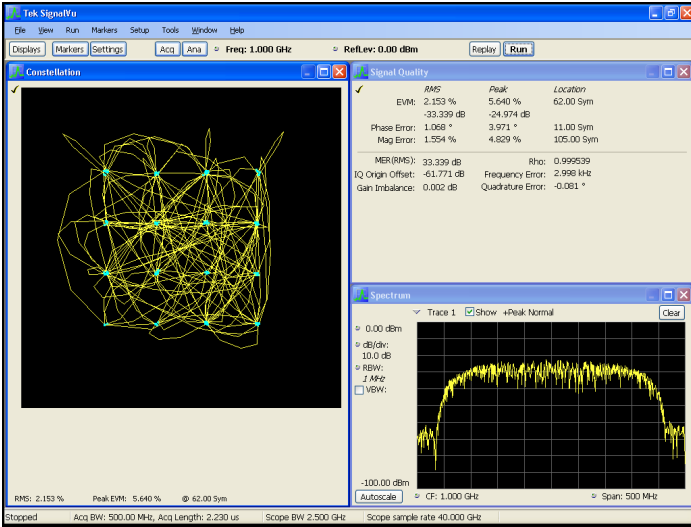 Tek SignalVu
File View Run Markers Setup Tools Window Help
Displays Markers Settings Acq Ana Freq: 1.000 GHz RefLev: 0.00 dBm Replay Run
Constellation
RMS: 2.153 % Peak EVM: 5.640 % @ 62.00 Sym
Signal Quality
RMS Peak Location
EVM: 2.153 % 5.640 % 62.00 Sym
-33.339 dB -24.974 dB
Phase Error: 1.068 ° 3.971 ° 11.00 Sym
Mag Error: 1.554 % 4.829 % 105.00 Sym
MER(RMS): 33.339 dB Rho: 0.999539
IQ Origin Offset: -61.771 dB Frequency Error: 2.998 kHz
Gain Imbalance: 0.002 dB Quadrature Error: -0.081 °
Spectrum
Trace 1 Show +Peak Normal Clear
0.00 dBm
dB/div:
10.0 dB
RBW:
1 MHz
VBW:
-100.00 dBm
Autoscale CF: 1.000 GHz Span: 500 MHz
Stopped Acq BW: 500.00 MHz, Acq Length: 2.230 us Scope BW 2.500 GHz Scope sample rate 40.000 GHz